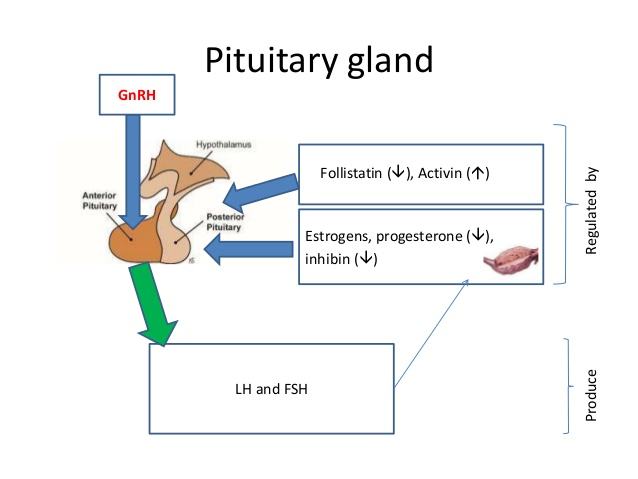 Pituitary gland
GnRH
Hypothalamus
Anterior
Pituitary
Posterior
Pituitary
Follistatin (↓), Activin (↑)
Estrogens, progesterone (↓),
inhibin (↓)
Regulated by
LH and FSH
Produce